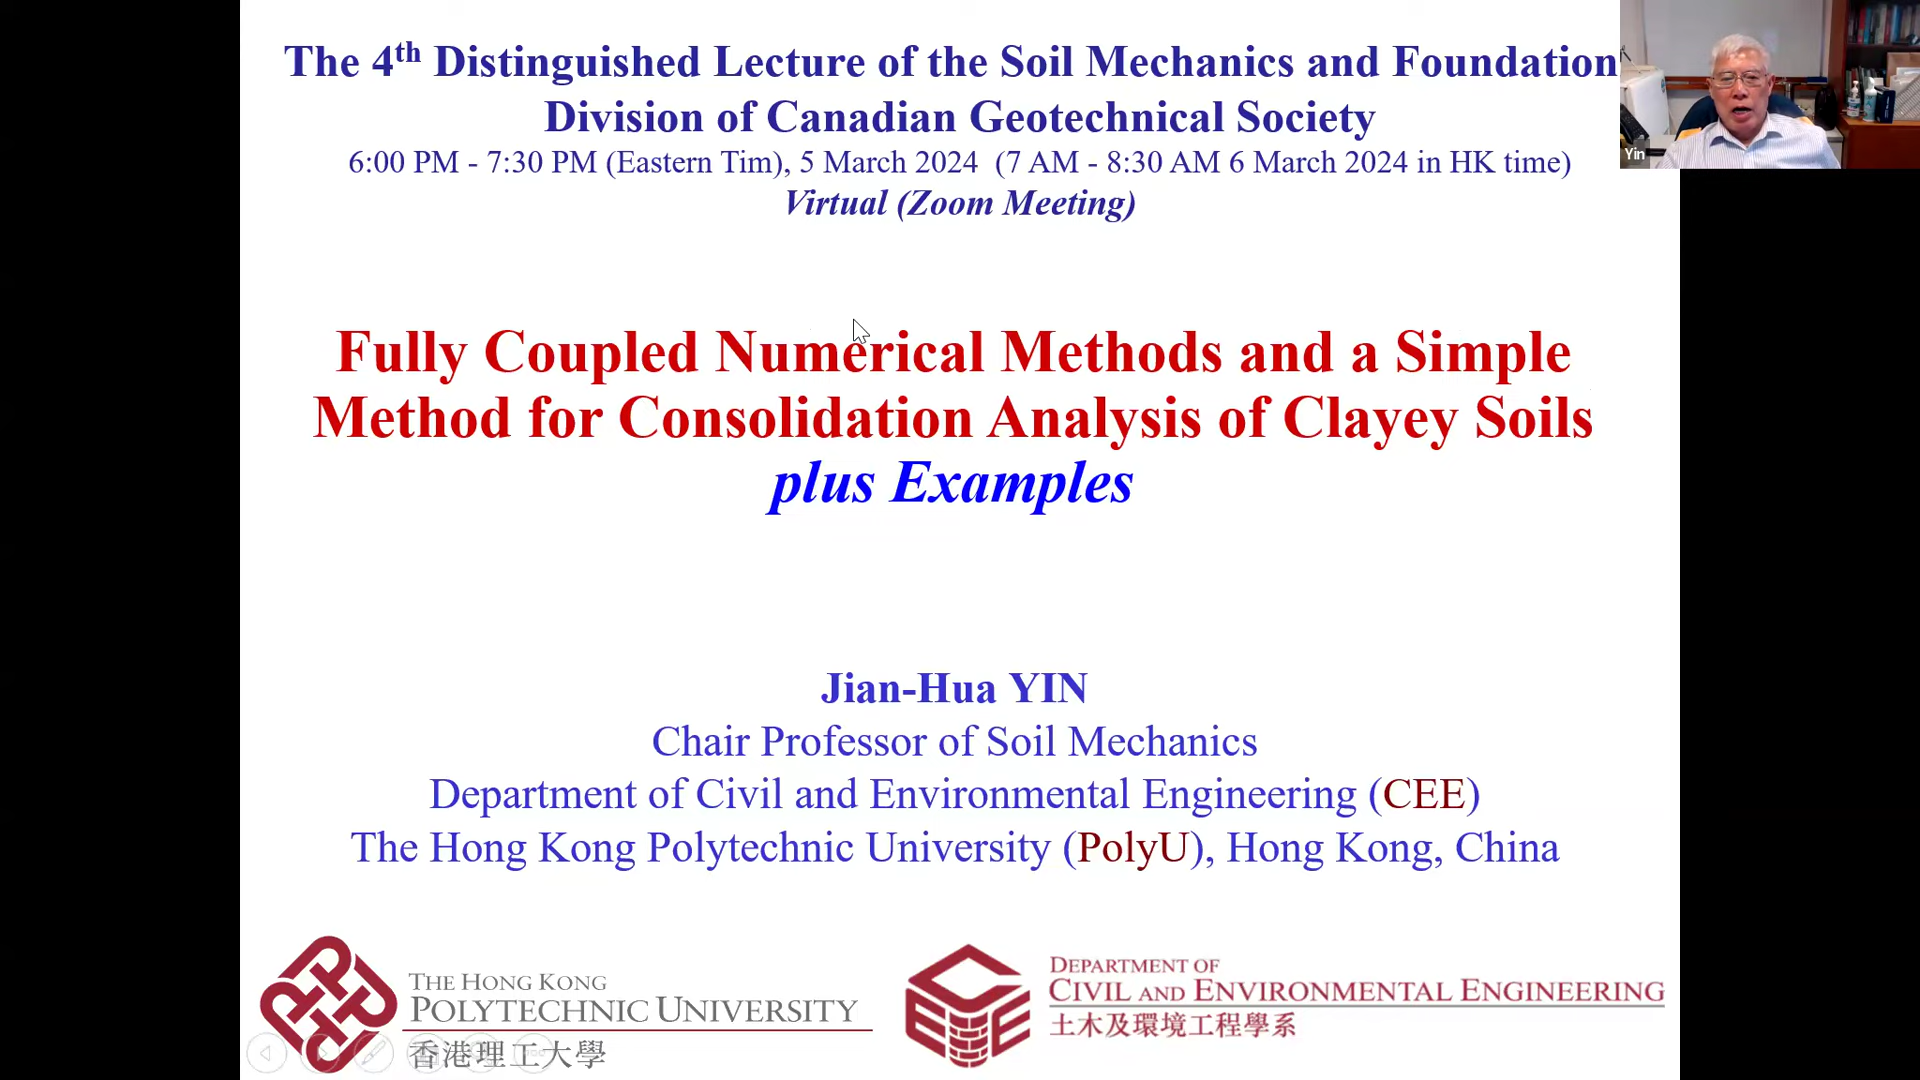 The 4th Distinguished Lecture of the Soil Mechanics and Foundation
Division of Canadian Geotechnical Society
6:00 PM - 7:30 PM (Eastern Tim), 5 March 2024 (7 AM - 8:30 AM 6 March 2024 in HK time)
Virtual (Zoom Meeting)
Yin
Fully Coupled Numerical Methods and a Simple
Method for Consolidation Analysis of Clayey Soils
plus Examples
Jian-Hua YIN
Chair Professor of Soil Mechanics
Department of Civil and Environmental Engineering (CEE)
The Hong Kong Polytechnic University (PolyU), Hong Kong, China
THE HONG KONG
POLYTECHNIC UNIVERSITY
香港理工大學
DEPARTMENT OF
CIVIL AND ENVIRONMENTAL ENGINEERING
土木及環境工程學系